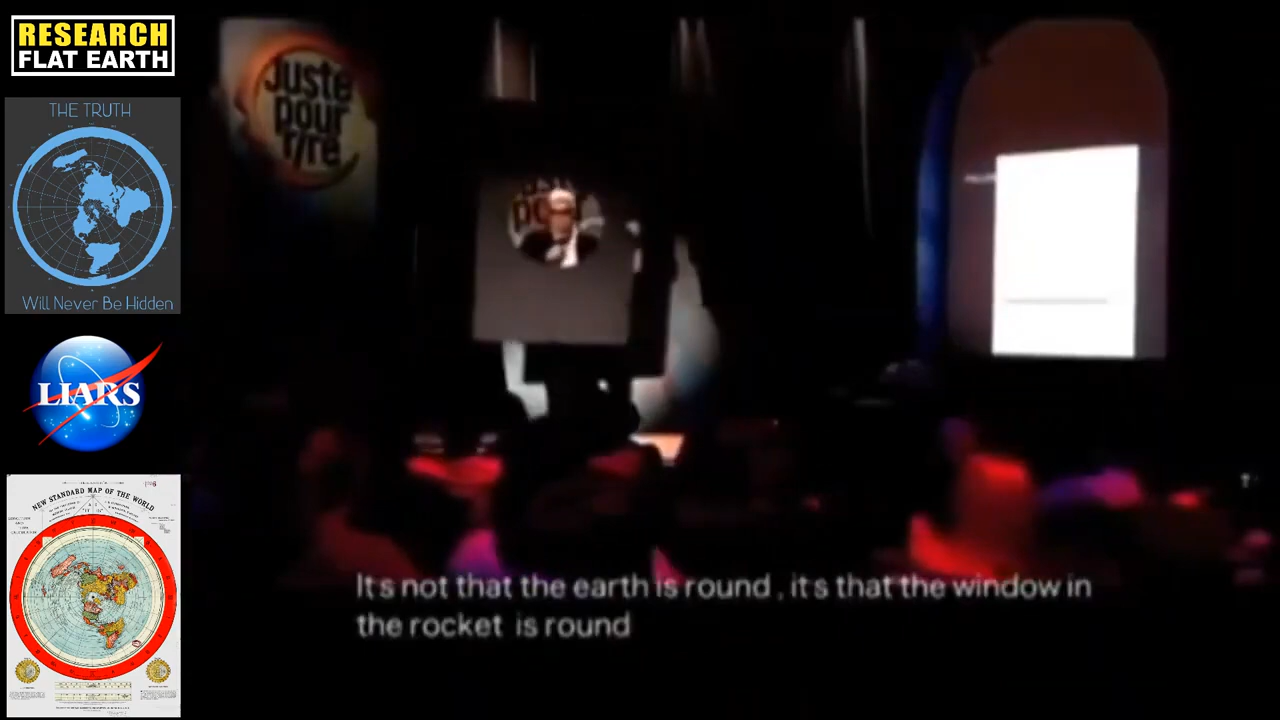 RESEARCH
FLAT EARTH
THE TRUTH
Will Never Be Hidden
LIARS
NEW STANDARD MAP OF THE WORLD
Juste
pour
rire
It's not that the earth is round , it's that the window in
the rocket is round